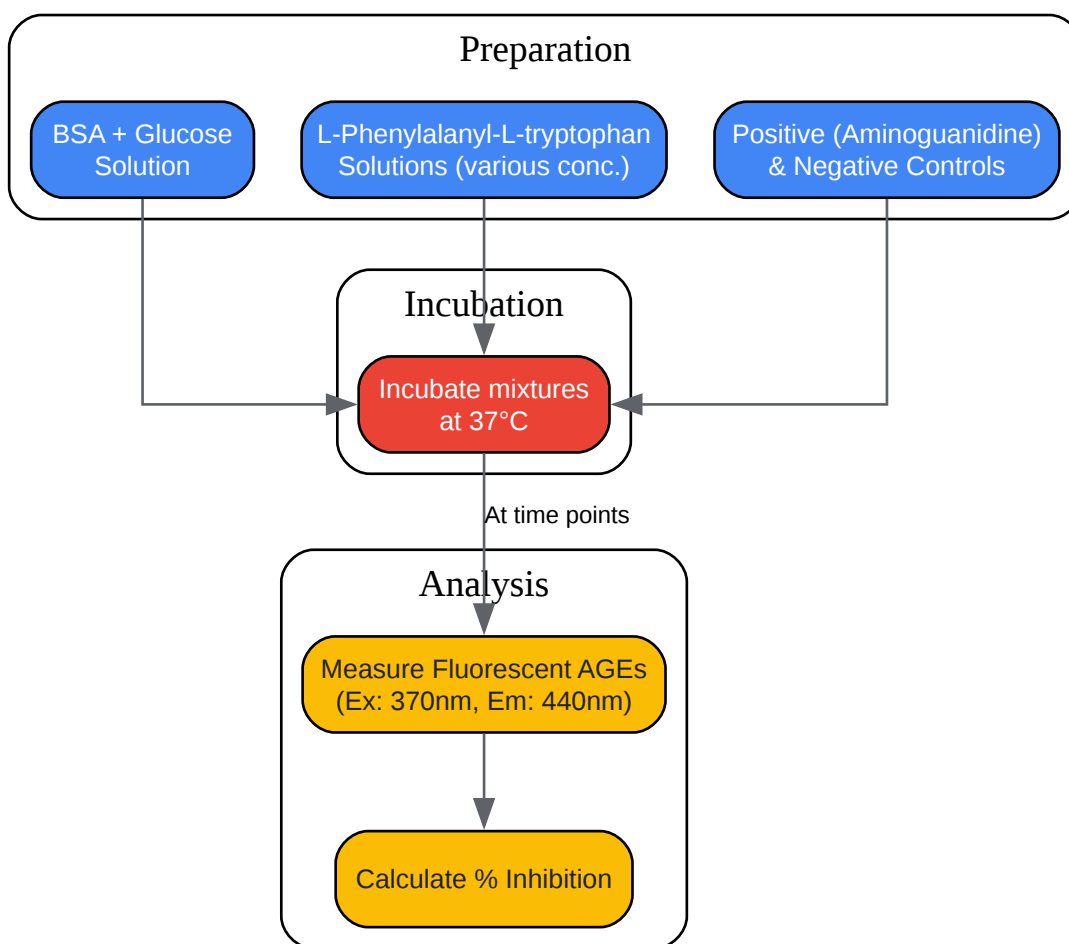 Preparation
BSA + Glucose
Solution
L-Phenylalanyl-L-tryptophan
Solutions (various conc.)
Positive (Aminoguanidine)
& Negative Controls
Incubation
Incubate mixtures
at 37°C
At time points
Analysis
Measure Fluorescent AGEs
(Ex: 370nm, Em: 440nm)
Calculate % Inhibition